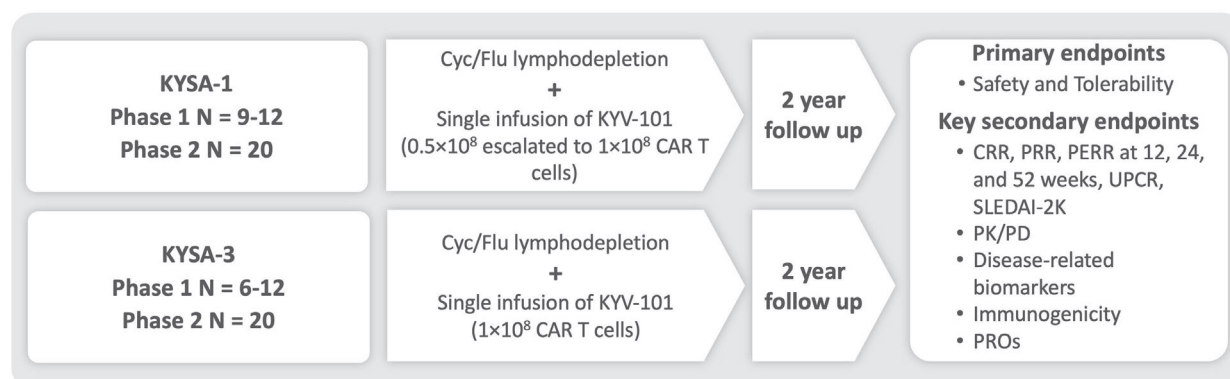 KYSA-1
Phase 1 N = 9-12
Phase 2 N = 20
Cyc/Flu lymphodepletion
+
Single infusion of KYV-101
(0.5×10⁸ escalated to 1×10⁸ CAR T
cells)
2 year
follow up
KYSA-3
Phase 1 N = 6-12
Phase 2 N = 20
Cyc/Flu lymphodepletion
+
Single infusion of KYV-101
(1×10⁸ CAR T cells)
2 year
follow up
Primary endpoints
• Safety and Tolerability
Key secondary endpoints
• CRR, PRR, PERR at 12, 24,
and 52 weeks, UPCR,
SLEDAI-2K
• PK/PD
• Disease-related
biomarkers
• Immunogenicity
• PROs